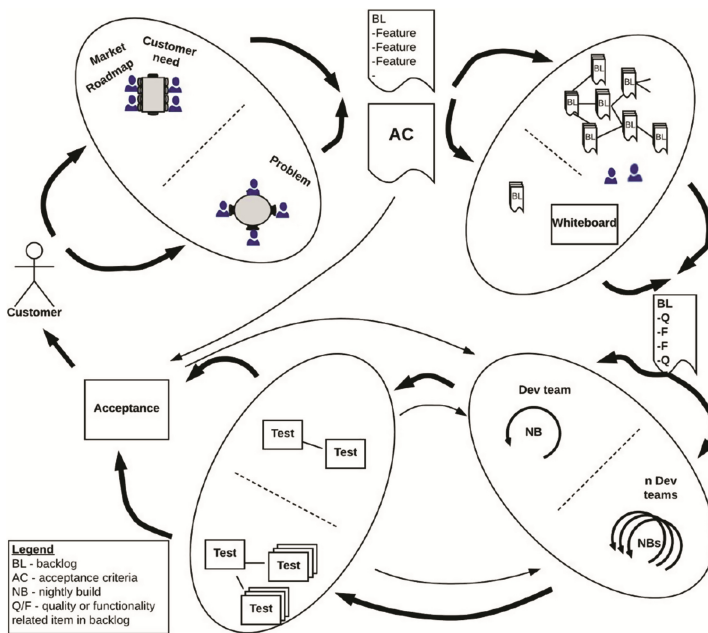 Market
Roadmap
Customer
need
Problem
BL
-Feature
-Feature
-Feature
-
AC
BL
BL
BL
BL
BL
BL
BL
BL
Whiteboard
BL
-Q
-F
-F
-Q
Customer
Acceptance
Test
Test
Test
Test
Test
Dev team
NB
n Dev
teams
NBs
Legend
BL - backlog
AC - acceptance criteria
NB - nightly build
Q/F - quality or functionality
related item in backlog